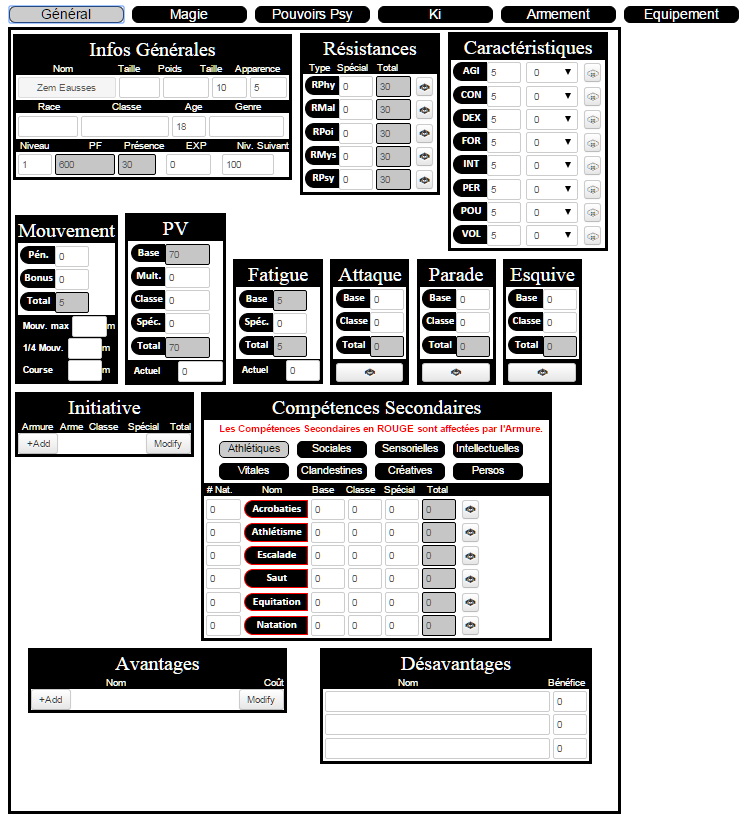 Général Magie Pouvoirs Psy Ki Armement Equipement
Infos Générales
Nom Taille Poids Taille Apparence
Zem Eausses 10 5
Race Classe Age Genre
18
Niveau PF Présence EXP Niv. Suivant
1 600 30 0 100
Résistances
Type Spécial Total
RPhy 0 30
RMal 0 30
RPoi 0 30
RMys 0 30
RPsy 0 30
Caractéristiques
AGI 5 0
CON 5 0
DEX 5 0
FOR 5 0
INT 5 0
PER 5 0
POU 5 0
VOL 5 0
Mouvement
Pén. 0
Bonus 0
Total 5
Mouv. max m
1/4 Mouv. m
Course m
PV
Base 70
Mult. 0
Classe 0
Spéc. 0
Total 70
Actuel 0
Fatigue
Base 5
Spéc. 0
Total 5
Actuel 0
Attaque
Base 0
Classe 0
Total 0
Parade
Base 0
Classe 0
Total 0
Esquive
Base 0
Classe 0
Total 0
Initiative
Armure Arme Classe Spécial Total
+Add Modify
Compétences Secondaires
Les Compétences Secondaires en ROUGE sont affectées par l'Armure.
Athlétiques Sociales Sensorielles Intellectuelles
Vitales Clandestines Créatives Persos
# Nat. Nom Base Classe Spécial Total
0 Acrobaties 0 0 0 0
0 Athlétisme 0 0 0 0
0 Escalade 0 0 0 0
0 Saut 0 0 0 0
0 Equitation 0 0 0 0
0 Natation 0 0 0 0
Avantages
Nom Coût
+Add Modify
Désavantages
Nom Bénéfice
0
0
0